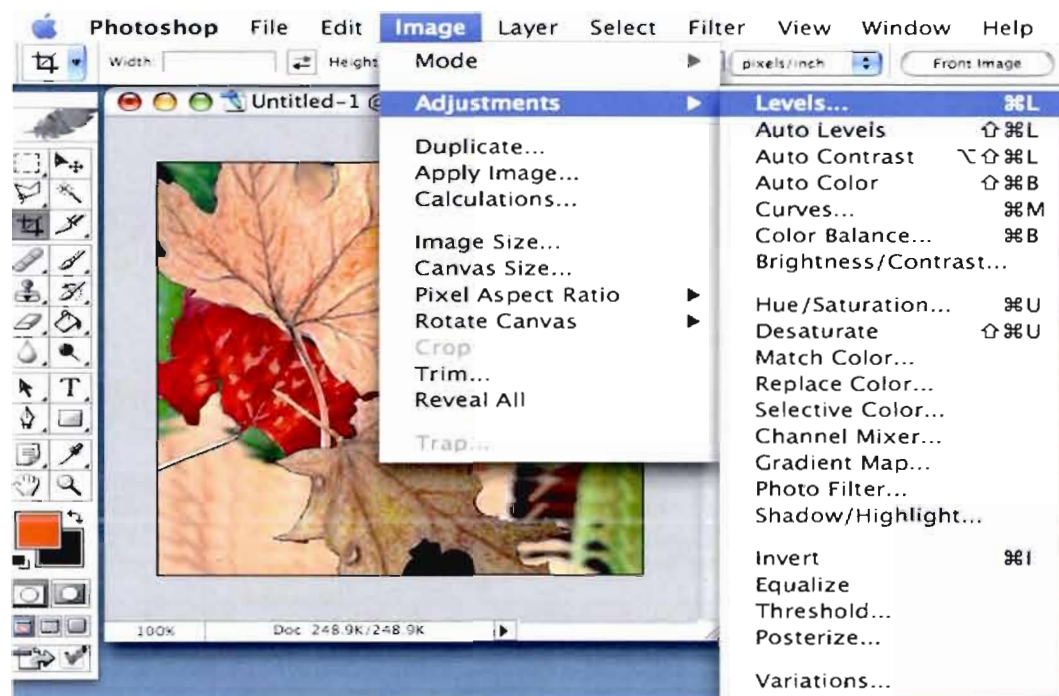 Photoshop File Edit Image Layer Select Filter View Window Help
Width: Height pixels/inch Front Image
Untitled-1 @
Mode
Adjustments
Duplicate...
Apply Image...
Calculations...
Image Size...
Canvas Size...
Pixel Aspect Ratio
Rotate Canvas
Crop
Trim...
Reveal All
Trap...
Levels... ⌘L
Auto Levels ⇧⌘L
Auto Contrast ⌥⇧⌘L
Auto Color ⇧⌘B
Curves... ⌘M
Color Balance... ⌘B
Brightness/Contrast...
Hue/Saturation... ⌘U
Desaturate ⇧⌘U
Match Color...
Replace Color...
Selective Color...
Channel Mixer...
Gradient Map...
Photo Filter...
Shadow/Highlight...
Invert ⌘I
Equalize
Threshold...
Posterize...
Variations...
T
100% Doc 248.9K/248.9K